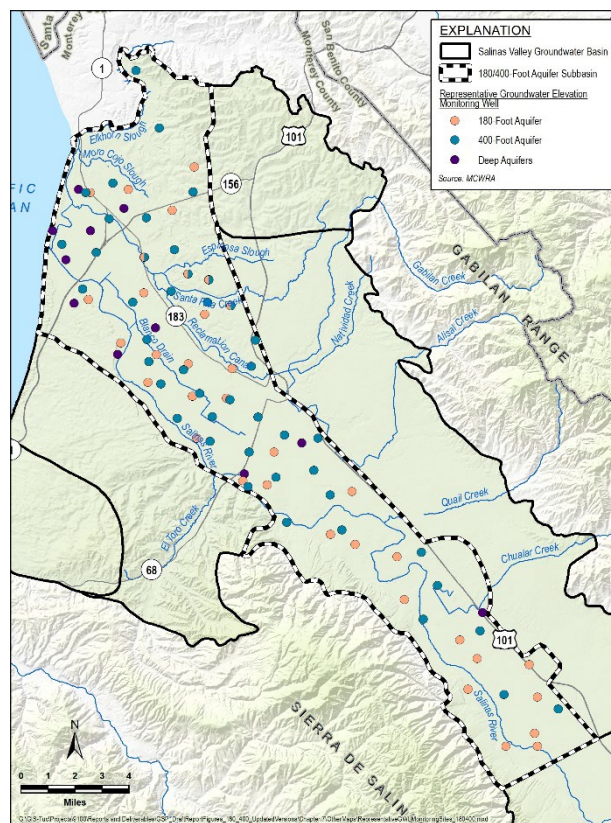 Santa
Monterey
San Benito County
Monterey County
1
Elkhorn Slough
Moro Cojo Slough
101
156
FIC
AN
Espinosa Slough
Santa Rita Creek
183
Reclamation Canal
Natividad Creek
Gabilan Creek
GABILAN RANGE
Alisal Creek
Blanco Drain
Salinas River
El Toro Creek
Quail Creek
Chualar Creek
68
101
Salinas River
SIERRA DE SALIN
EXPLANATION
Salinas Valley Groundwater Basin
180/400-Foot Aquifer Subbasin
Representative Groundwater Elevation
Monitoring Well
180-Foot Aquifer
400-Foot Aquifer
Deep Aquifers
Source: MCWRA
N
0 1 2 4
Miles